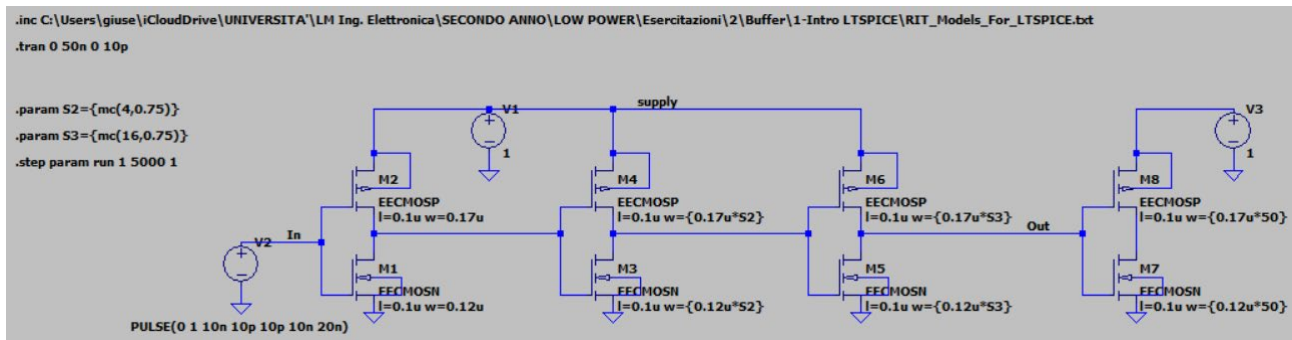 .inc C:\Users\giuse\iCloudDrive\UNIVERSITA'\LM Ing. Elettronica\SECONDO ANNO\LOW POWER\Esercitazioni\2\Buffer\1-Intro LTSPICE\RIT_Models_For_LTSPICE.txt
.tran 0 50n 0 10p
.param S2={mc(4,0.75)}
.param S3={mc(16,0.75)}
.step param run 1 5000 1
V1
1
supply
V3
1
M2
EECMOSP
l=0.1u w=0.17u
M4
EECMOSP
l=0.1u w={0.17u*S2}
M6
EECMOSP
l=0.1u w={0.17u*S3}
M8
EECMOSP
l=0.1u w={0.17u*50}
In
V2
Out
M1
EECMOSN
l=0.1u w=0.12u
M3
EECMOSN
l=0.1u w={0.12u*S2}
M5
EECMOSN
l=0.1u w={0.12u*S3}
M7
EECMOSN
l=0.1u w={0.12u*50}
PULSE(0 1 10n 10p 10p 10n 20n)